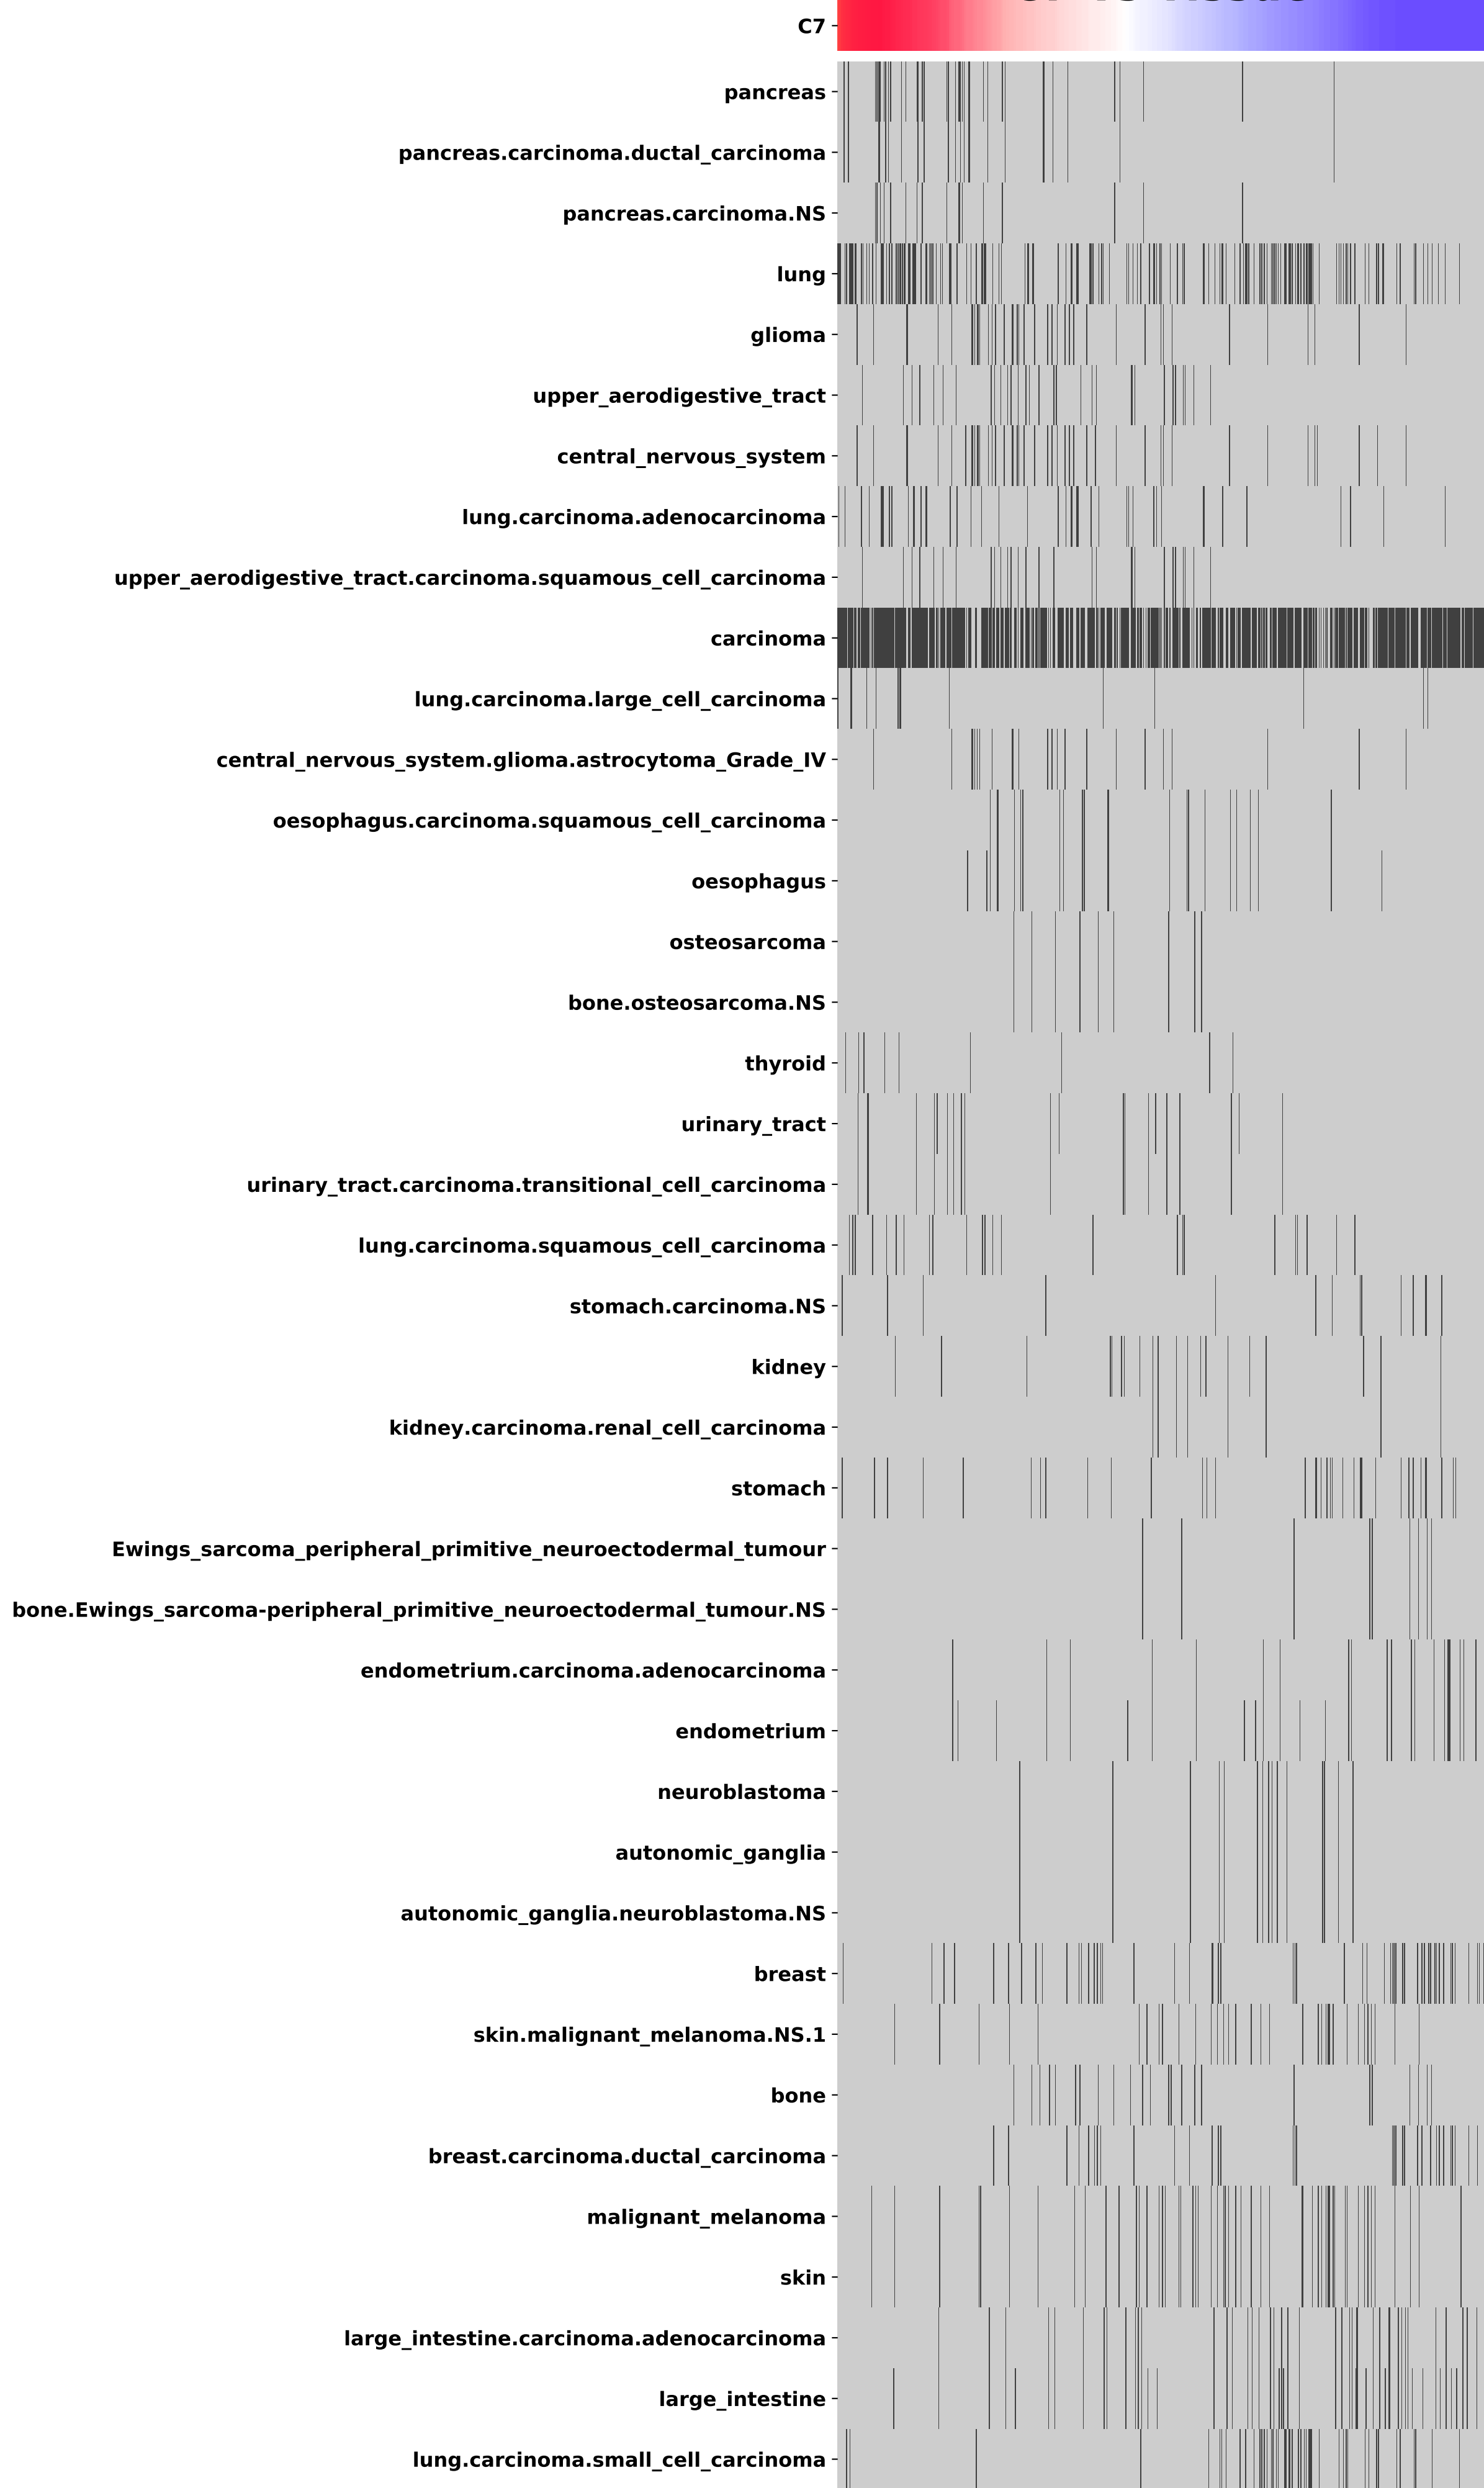 C7
pancreas
pancreas.carcinoma.ductal_carcinoma
pancreas.carcinoma.NS
lung
glioma
upper_aerodigestive_tract
central_nervous_system
lung.carcinoma.adenocarcinoma
upper_aerodigestive_tract.carcinoma.squamous_cell_carcinoma
carcinoma
lung.carcinoma.large_cell_carcinoma
central_nervous_system.glioma.astrocytoma_Grade_IV
oesophagus.carcinoma.squamous_cell_carcinoma
oesophagus
osteosarcoma
bone.osteosarcoma.NS
thyroid
urinary_tract
urinary_tract.carcinoma.transitional_cell_carcinoma
lung.carcinoma.squamous_cell_carcinoma
stomach.carcinoma.NS
kidney
kidney.carcinoma.renal_cell_carcinoma
stomach
Ewings_sarcoma_peripheral_primitive_neuroectodermal_tumour
bone.Ewings_sarcoma-peripheral_primitive_neuroectodermal_tumour.NS
endometrium.carcinoma.adenocarcinoma
endometrium
neuroblastoma
autonomic_ganglia
autonomic_ganglia.neuroblastoma.NS
breast
skin.malignant_melanoma.NS.1
bone
breast.carcinoma.ductal_carcinoma
malignant_melanoma
skin
large_intestine.carcinoma.adenocarcinoma
large_intestine
lung.carcinoma.small_cell_carcinoma